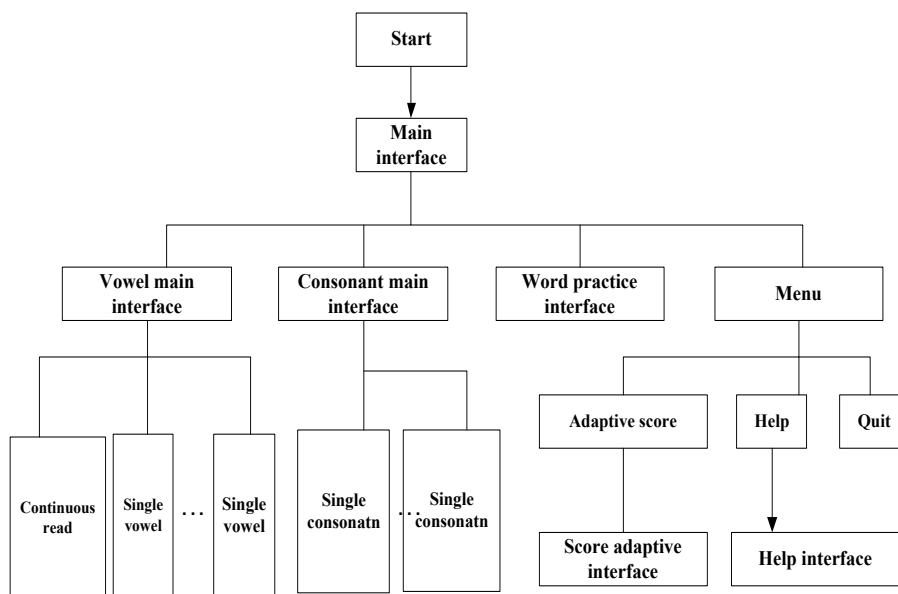 Start
Main
interface
Vowel main
interface
Consonant main
interface
Word practice
interface
Menu
Adaptive score
Help
Quit
Continuous
read
Single
vowel
...
Single
vowel
Single
consonatn
...
Single
consonatn
Score adaptive
interface
Help interface